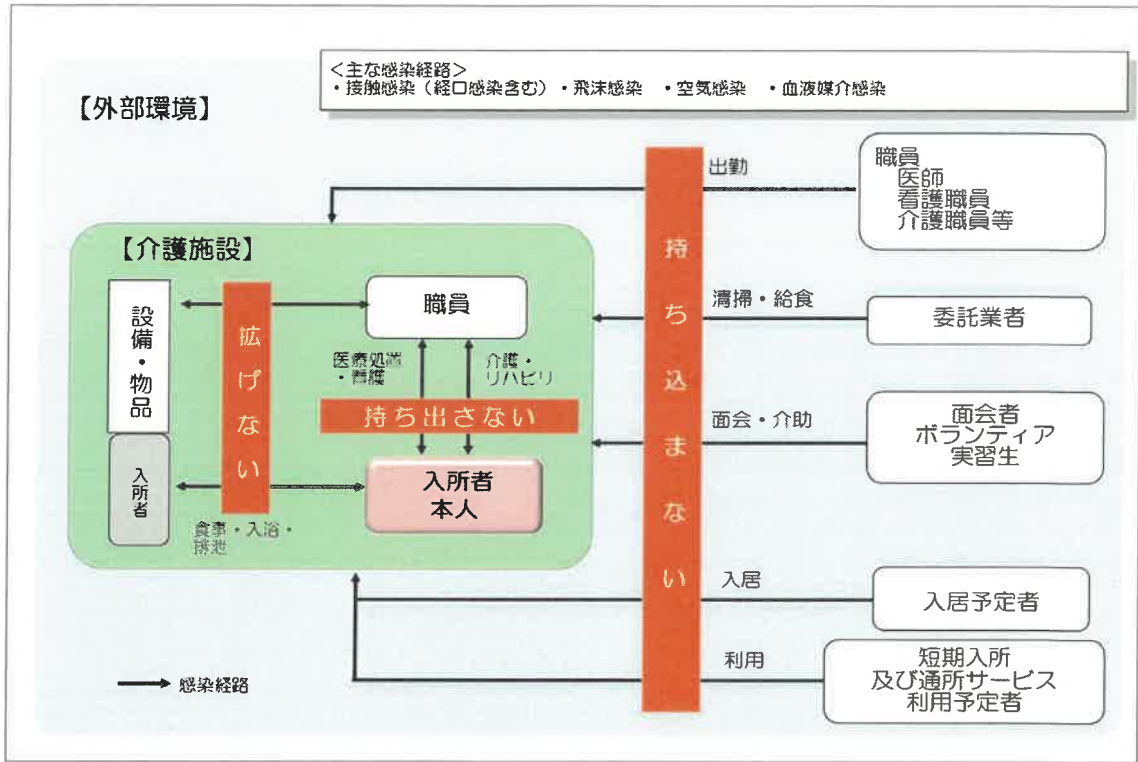 <主な感染経路>
・接触感染（経口感染含む）・飛沫感染　・空気感染　・血液媒介感染
【外部環境】
出勤
職員
医師
看護職員
介護職員等
【介護施設】
設備・物品
入所者
拡げない
職員
医療処置
・看護
介護・
リハビリ
持ち出さない
入所者
本人
食事・入浴・
排泄
持ち込まない
清掃・給食
委託業者
面会・介助
面会者
ボランティア
実習生
入居
入居予定者
利用
短期入所
及び通所サービス
利用予定者
感染経路